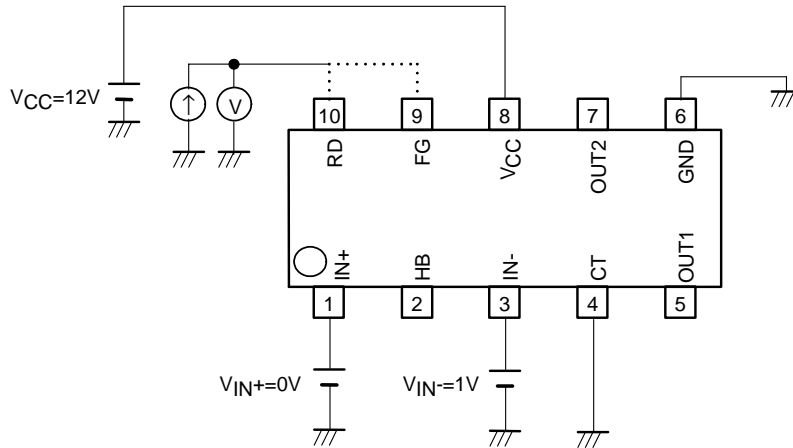 VCC=12V
V
10
9
8
7
6
RD
FG
VCC
OUT2
GND
IN+
HB
IN-
CT
OUT1
1
2
3
4
5
VIN+=0V
VIN-=1V